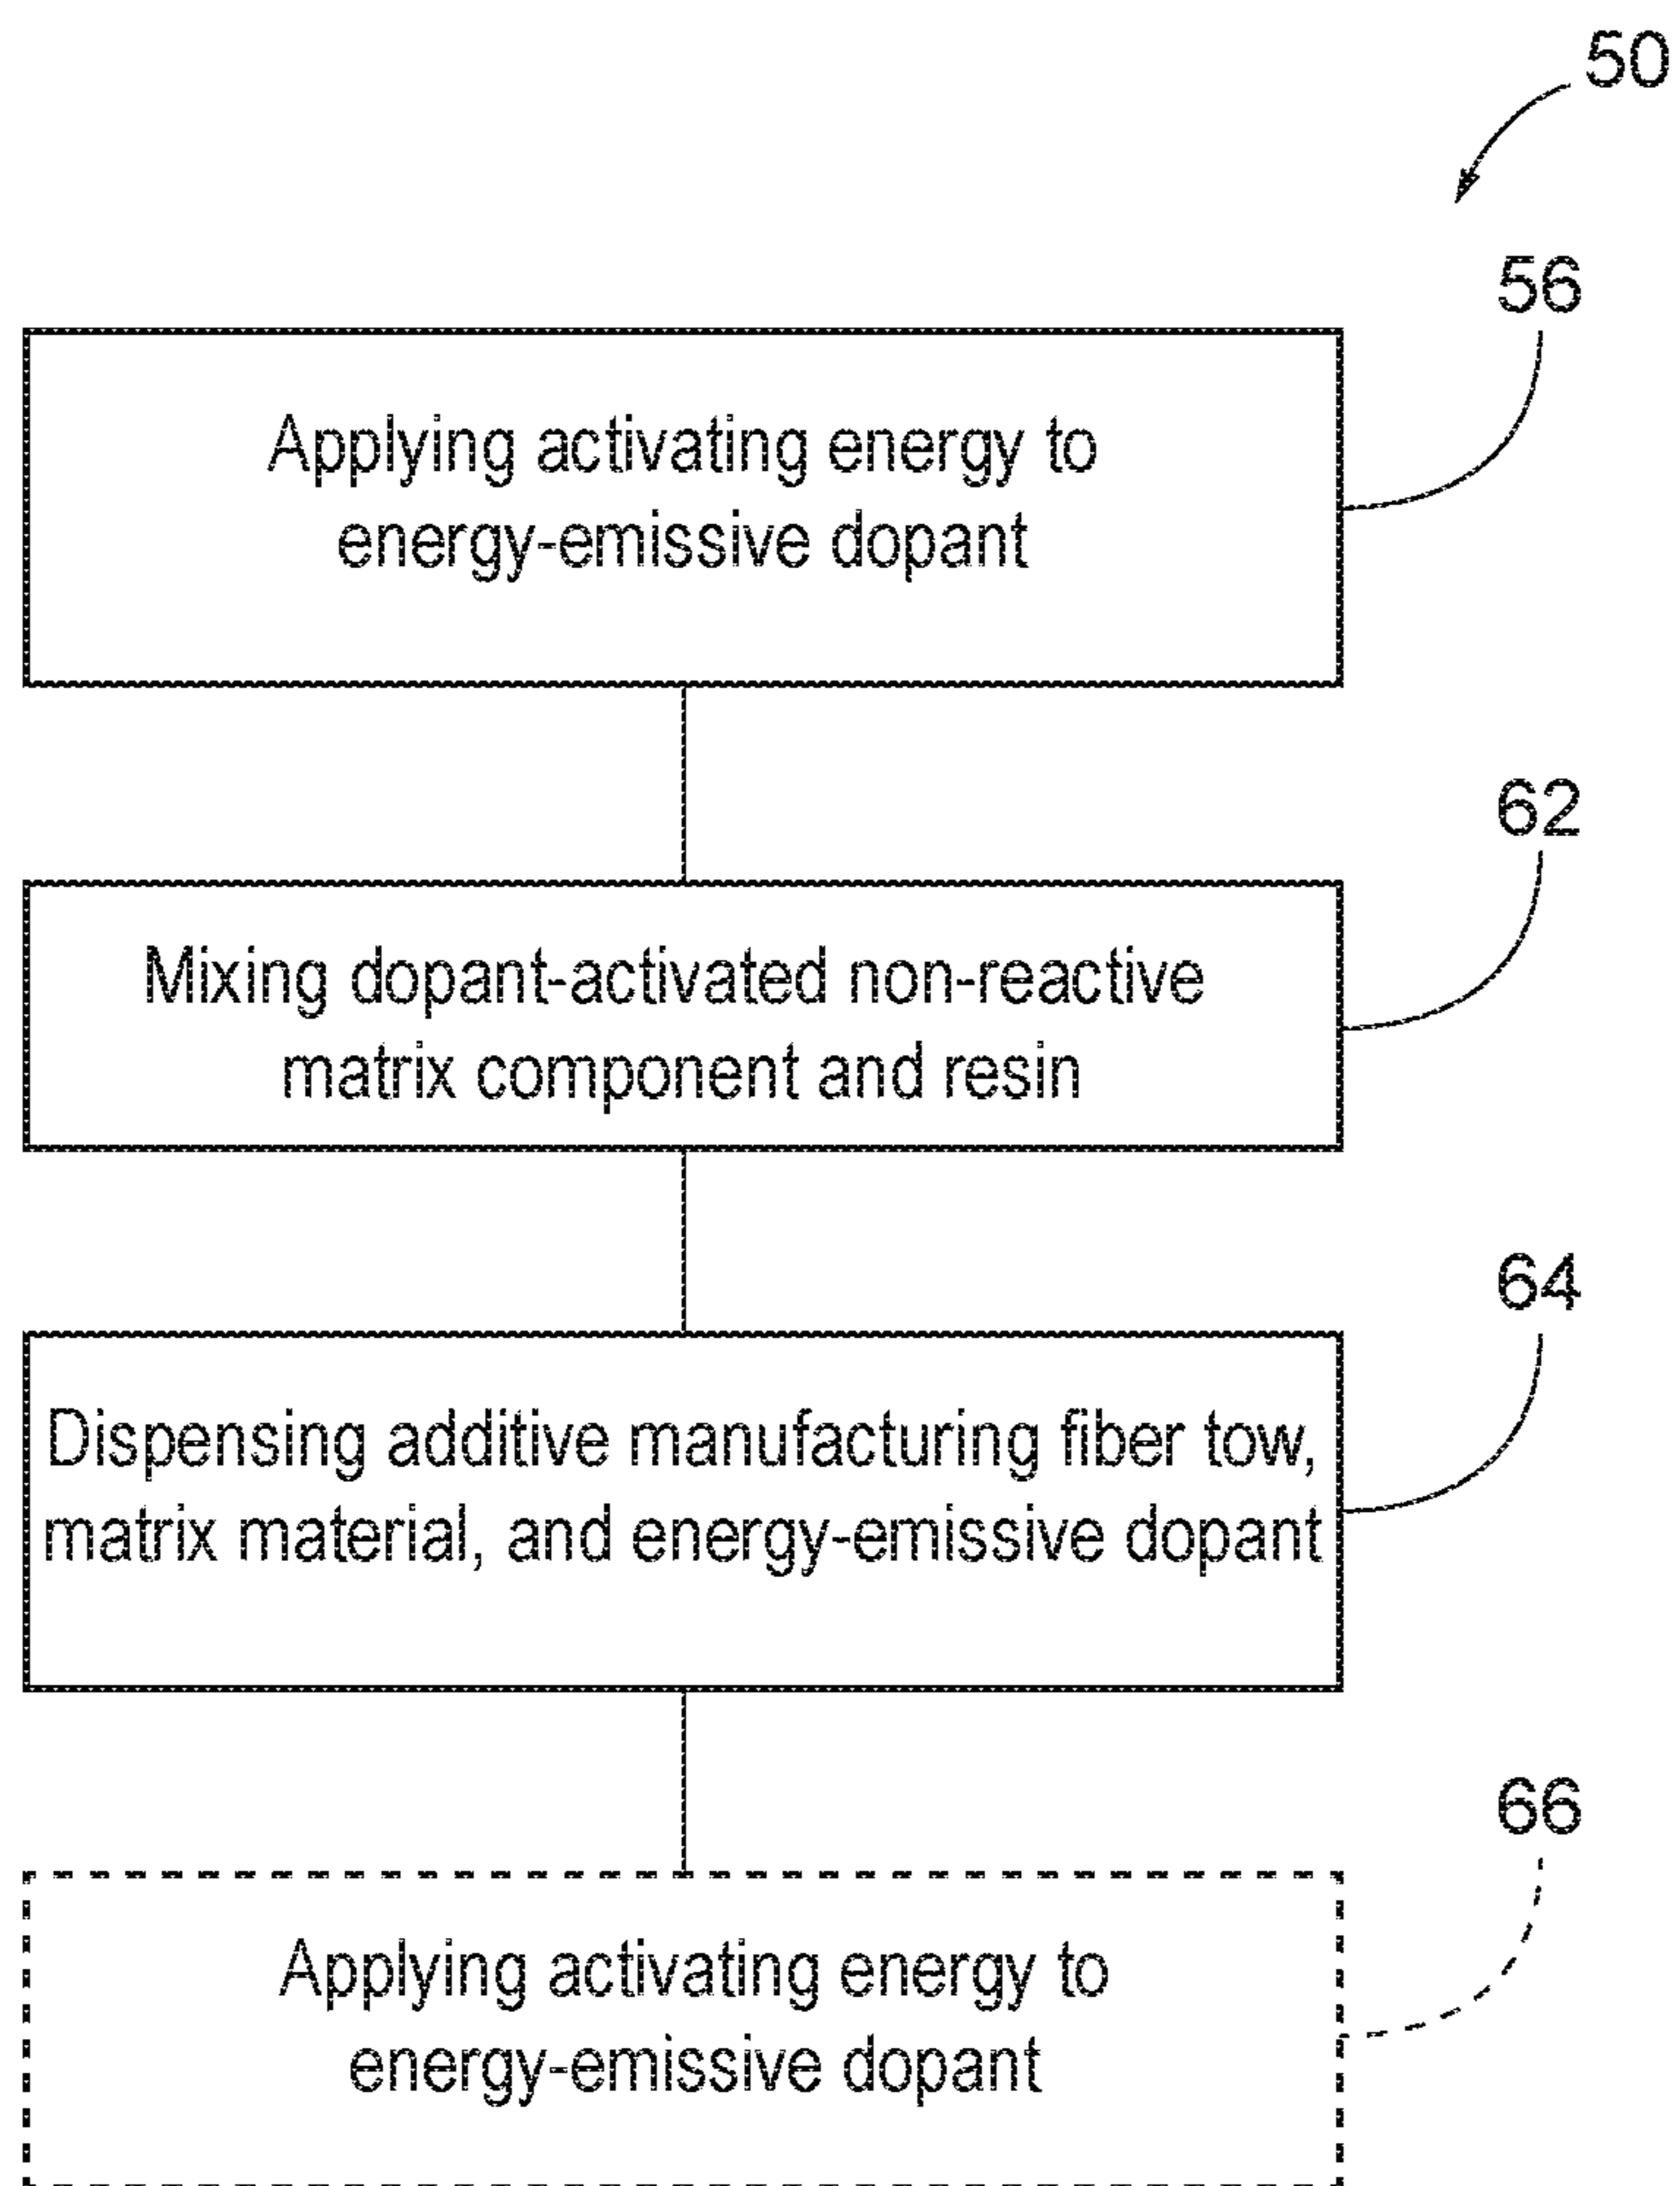 50
56
Applying activating energy to
energy-emissive dopant
62
Mixing dopant-activated non-reactive
matrix component and resin
64
Dispensing additive manufacturing fiber tow,
matrix material, and energy-emissive dopant
66
Applying activating energy to
energy-emissive dopant